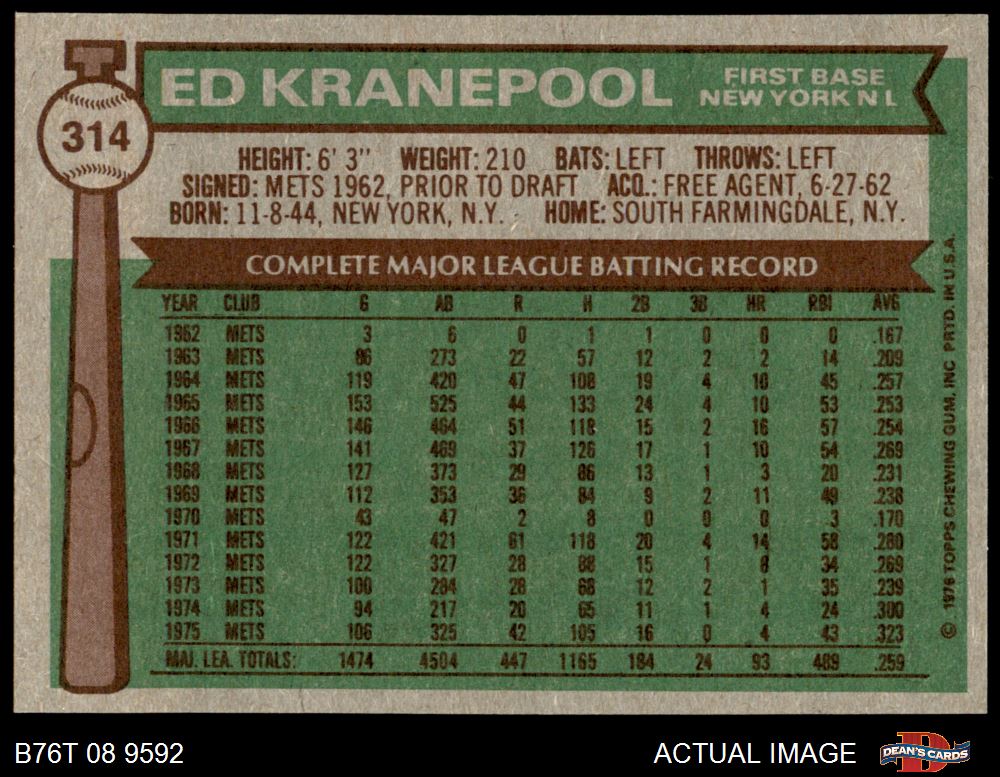 ED KRANEPOOL
FIRST BASE
NEW YORK N L
314
HEIGHT: 6' 3" WEIGHT: 210 BATS: LEFT THROWS: LEFT
SIGNED: METS 1962, PRIOR TO DRAFT ACQ.: FREE AGENT, 6-27-62
BORN: 11-8-44, NEW YORK, N.Y. HOME: SOUTH FARMINGDALE, N.Y.
COMPLETE MAJOR LEAGUE BATTING RECORD
YEAR CLUB G AB R H 2B 3B HR RBI AVG
1962 METS 3 6 0 1 1 0 0 0 .167
1963 METS 86 273 22 57 12 2 2 14 .209
1964 METS 119 420 47 108 19 4 10 45 .257
1965 METS 153 525 44 133 24 4 10 53 .253
1966 METS 146 464 51 118 15 2 16 57 .254
1967 METS 141 469 37 126 17 1 10 54 .269
1968 METS 127 373 29 86 13 1 3 20 .231
1969 METS 112 353 36 84 9 2 11 49 .238
1970 METS 43 47 2 8 0 0 0 3 .170
1971 METS 122 421 61 118 20 4 14 58 .280
1972 METS 122 327 28 88 15 1 8 34 .269
1973 METS 100 284 28 68 12 2 1 35 .239
1974 METS 94 217 20 65 11 1 4 24 .300
1975 METS 106 325 42 105 16 0 4 43 .323
MAJ. LEA. TOTALS: 1474 4504 447 1165 184 24 93 489 .259
© 1976 TOPPS CHEWING GUM, INC PRTD. IN U.S.A.
B76T 08 9592
ACTUAL IMAGE
DEAN'S CARDS